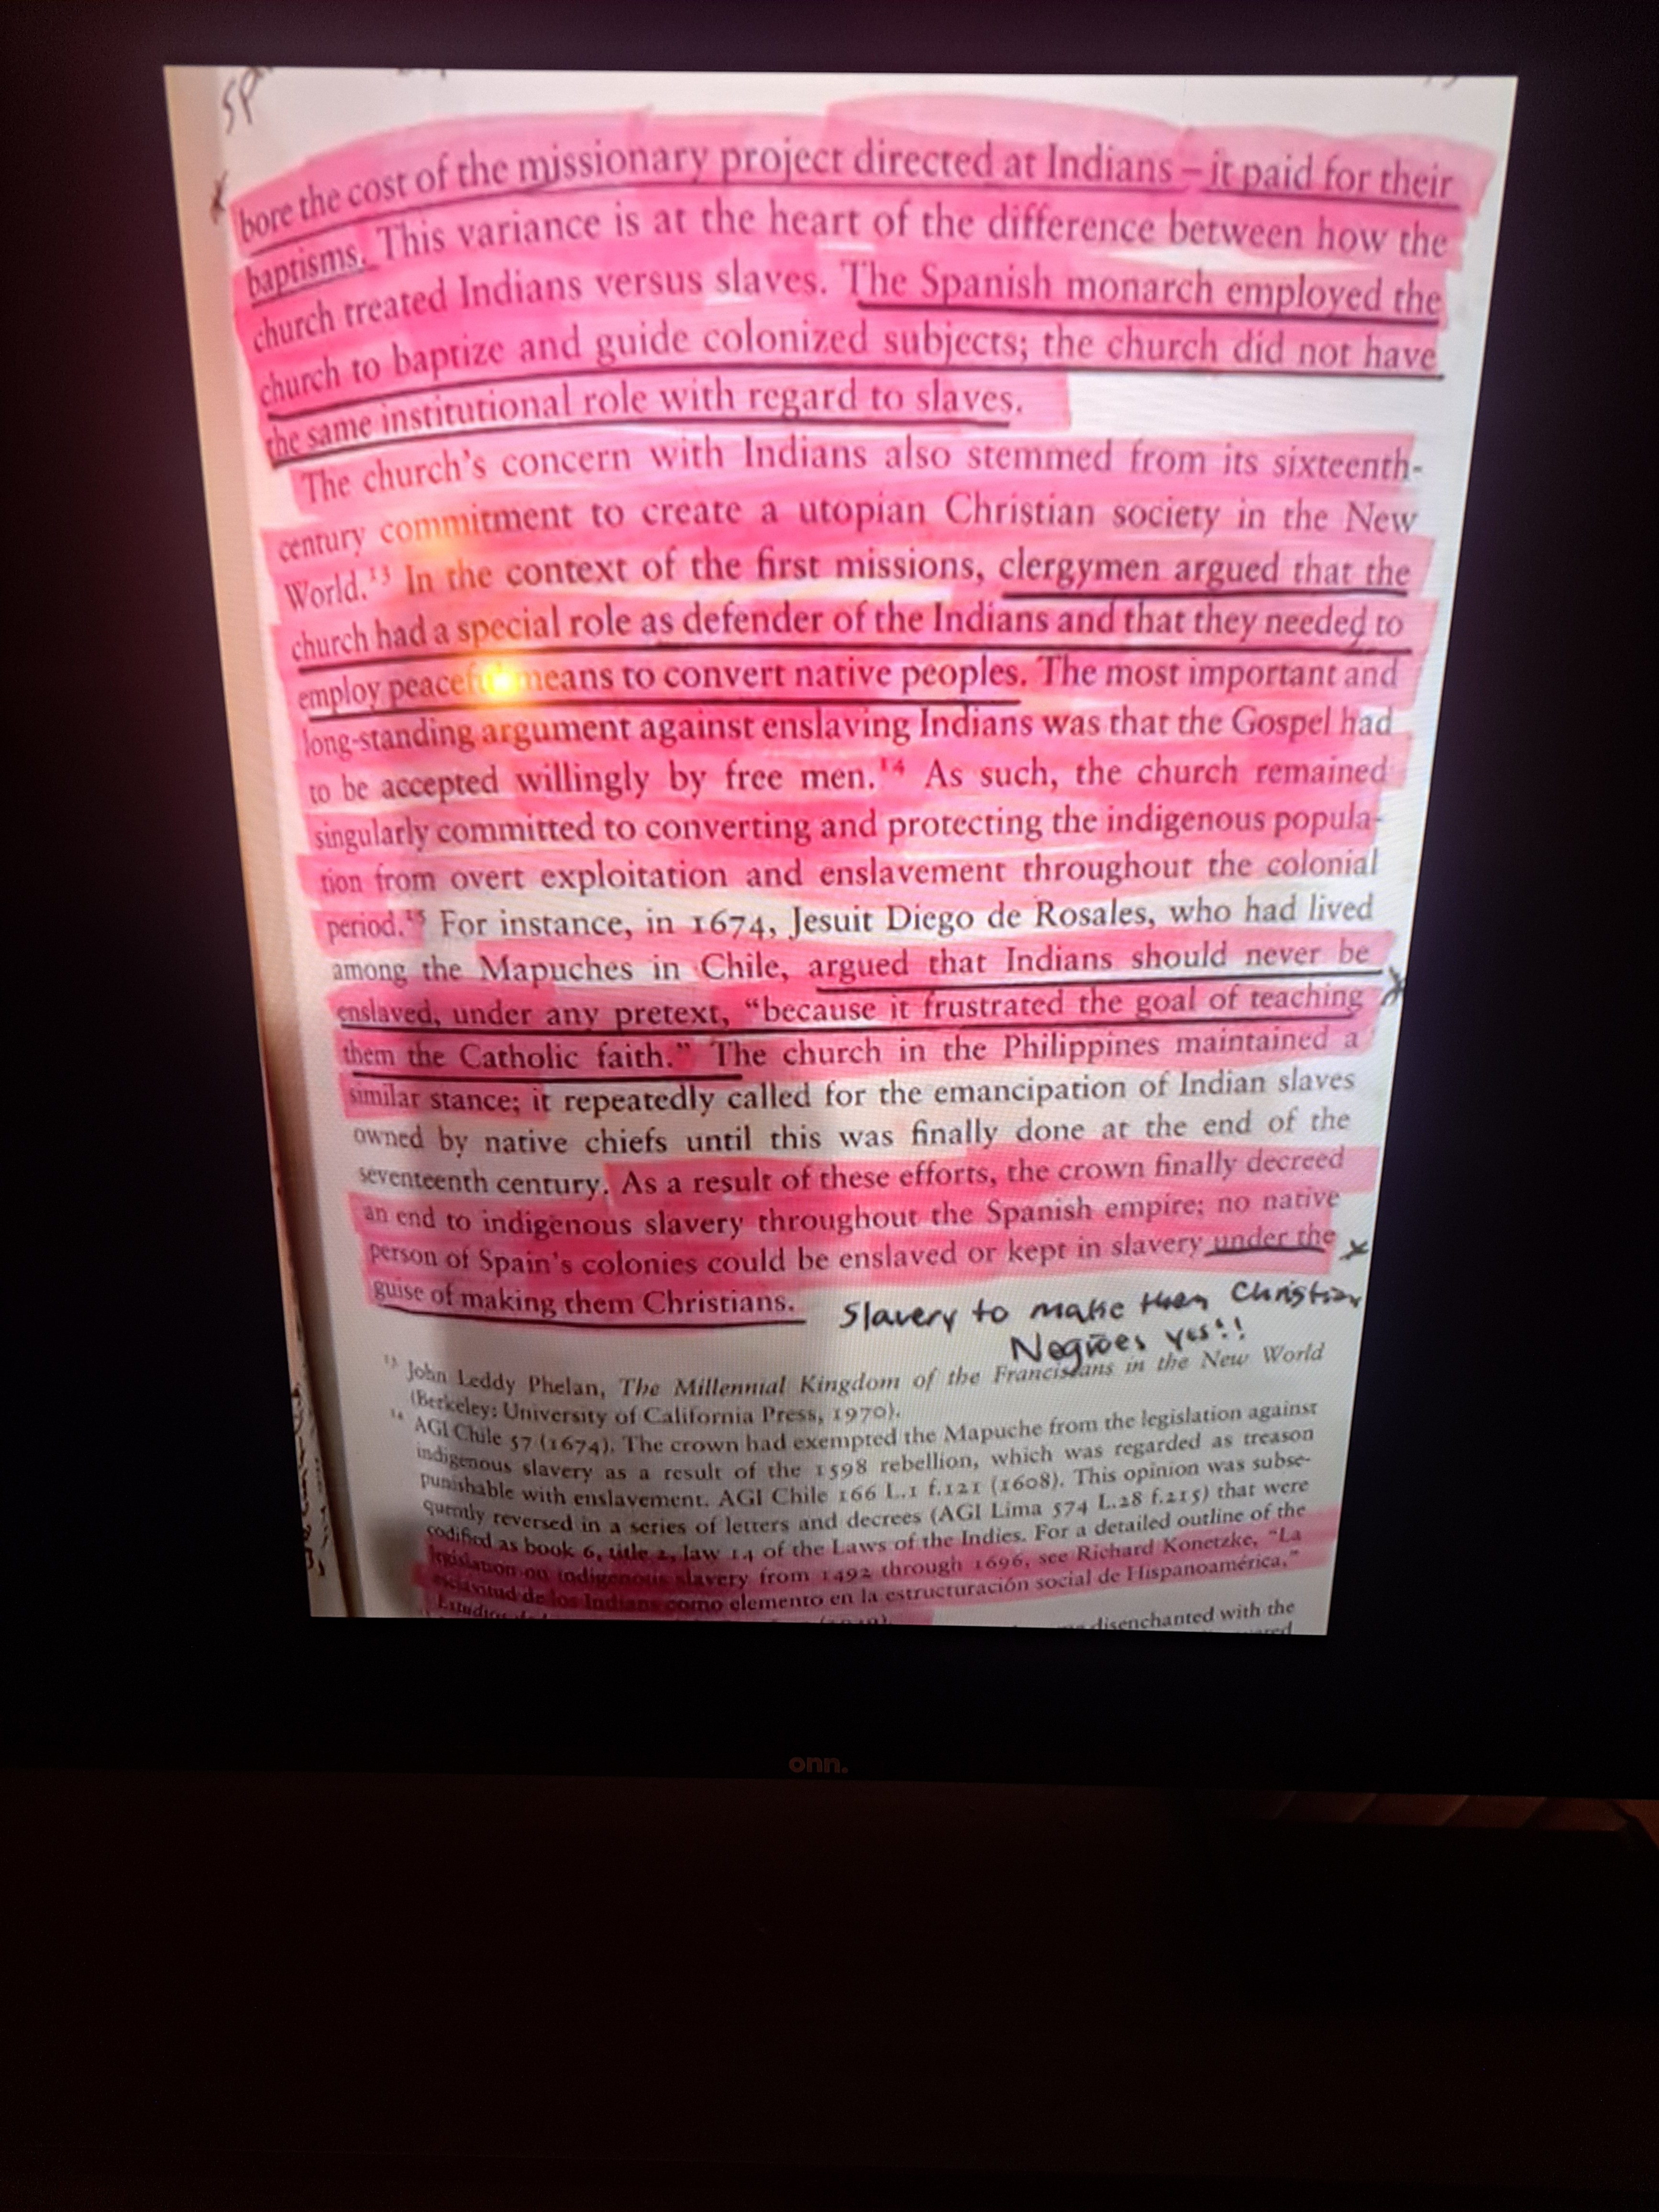 bore the cost of the missionary project directed at Indians – it paid for their
baptisms. This variance is at the heart of the difference between how the
church treated Indians versus slaves. The Spanish monarch employed the
church to baptize and guide colonized subjects; the church did not have
the same institutional role with regard to slaves.
The church's concern with Indians also stemmed from its sixteenth-
century commitment to create a utopian Christian society in the New
World.¹³ In the context of the first missions, clergymen argued that the
church had a special role as defender of the Indians and that they needed to
employ peaceful means to convert native peoples. The most important and
long-standing argument against enslaving Indians was that the Gospel had
to be accepted willingly by free men.¹⁴ As such, the church remained
singularly committed to converting and protecting the indigenous popula-
tion from overt exploitation and enslavement throughout the colonial
period.¹⁵ For instance, in 1674, Jesuit Diego de Rosales, who had lived
among the Mapuches in Chile, argued that Indians should never be
enslaved, under any pretext, "because it frustrated the goal of teaching
them the Catholic faith." The church in the Philippines maintained a
similar stance; it repeatedly called for the emancipation of Indian slaves
owned by native chiefs until this was finally done at the end of the
seventeenth century. As a result of these efforts, the crown finally decreed
an end to indigenous slavery throughout the Spanish empire; no native
person of Spain's colonies could be enslaved or kept in slavery under the
guise of making them Christians.
Slavery to make them Christian
Negroes yes!!
¹³ John Leddy Phelan, The Millennial Kingdom of the Franciscans in the New World
(Berkeley: University of California Press, 1970).
¹⁴ AGI Chile 57 (1674). The crown had exempted the Mapuche from the legislation against
indigenous slavery as a result of the 1598 rebellion, which was regarded as treason
punishable with enslavement. AGI Chile 166 L.1 f.121 (1608). This opinion was subse-
quently reversed in a series of letters and decrees (AGI Lima 574 L.28 f.215) that were
codified as book 6, title 2, law 14 of the Laws of the Indies. For a detailed outline of the
legislation on indigenous slavery from 1492 through 1696, see Richard Konetzke, "La
esclavitud de los Indians como elemento en la estructuración social de Hispanoamérica,"
Estudios
disenchanted with the
onn.